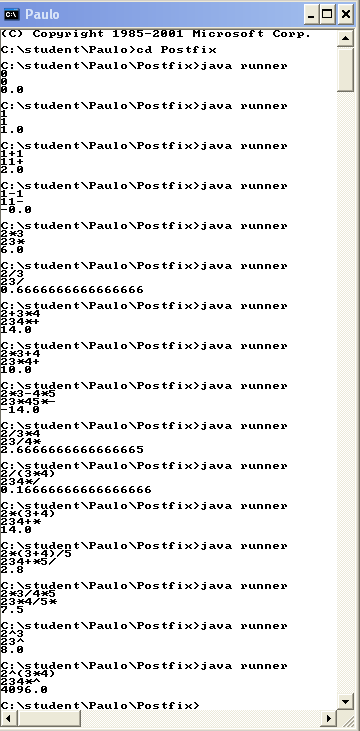 Paulo
(C) Copyright 1985-2001 Microsoft Corp.
C:\student\Paulo>cd Postfix
C:\student\Paulo\Postfix>java runner
0
0
0.0
C:\student\Paulo\Postfix>java runner
1
1
1.0
C:\student\Paulo\Postfix>java runner
1+1
11+
2.0
C:\student\Paulo\Postfix>java runner
1-1
11-
-0.0
C:\student\Paulo\Postfix>java runner
2*3
23*
6.0
C:\student\Paulo\Postfix>java runner
2/3
23/
0.6666666666666666
C:\student\Paulo\Postfix>java runner
2+3*4
234*+
14.0
C:\student\Paulo\Postfix>java runner
2*3+4
23*4+
10.0
C:\student\Paulo\Postfix>java runner
2*3-4*5
23*45*-
-14.0
C:\student\Paulo\Postfix>java runner
2/3*4
23/4*
2.6666666666666665
C:\student\Paulo\Postfix>java runner
2/(3*4)
234*/
0.16666666666666666
C:\student\Paulo\Postfix>java runner
2*(3+4)
234+*
14.0
C:\student\Paulo\Postfix>java runner
2*(3+4)/5
234+*5/
2.8
C:\student\Paulo\Postfix>java runner
2*3/4*5
23*4/5*
7.5
C:\student\Paulo\Postfix>java runner
2^3
23^
8.0
C:\student\Paulo\Postfix>java runner
2^(3*4)
234*^
4096.0
C:\student\Paulo\Postfix>